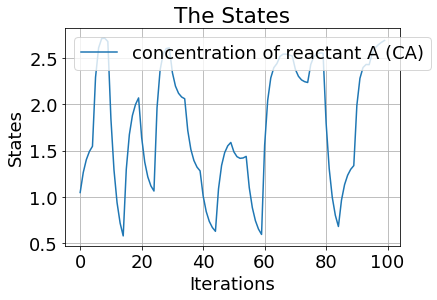 The States
concentration of reactant A (CA)
States
2.5
2.0
1.5
1.0
0.5
0 20 40 60 80 100
Iterations